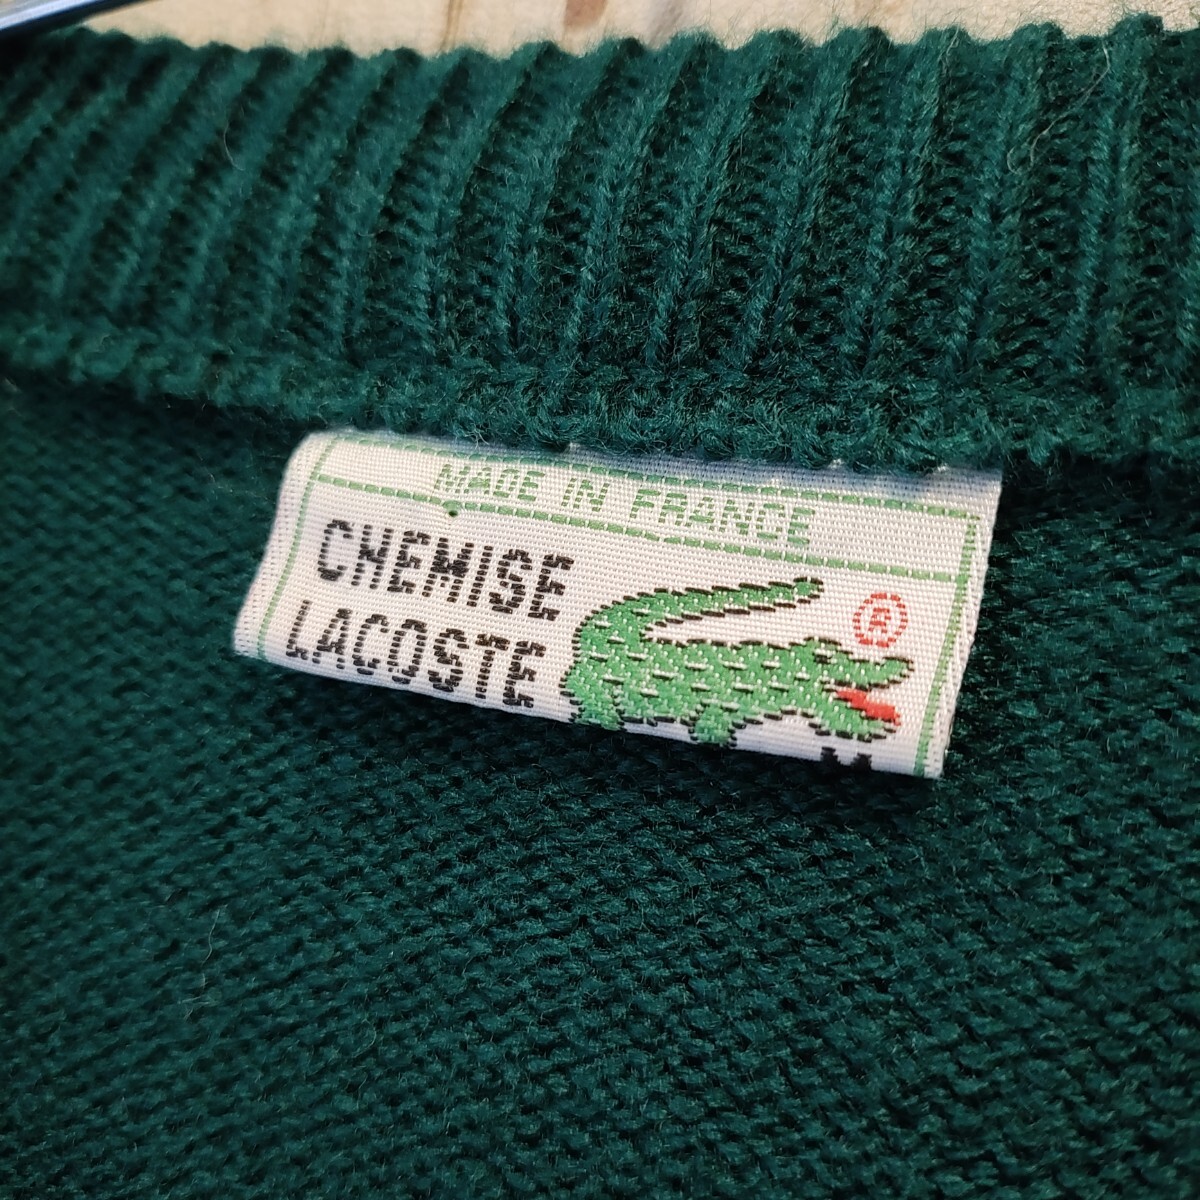 MADE IN FRANCE
CHEMISE
LACOSTE
®
M